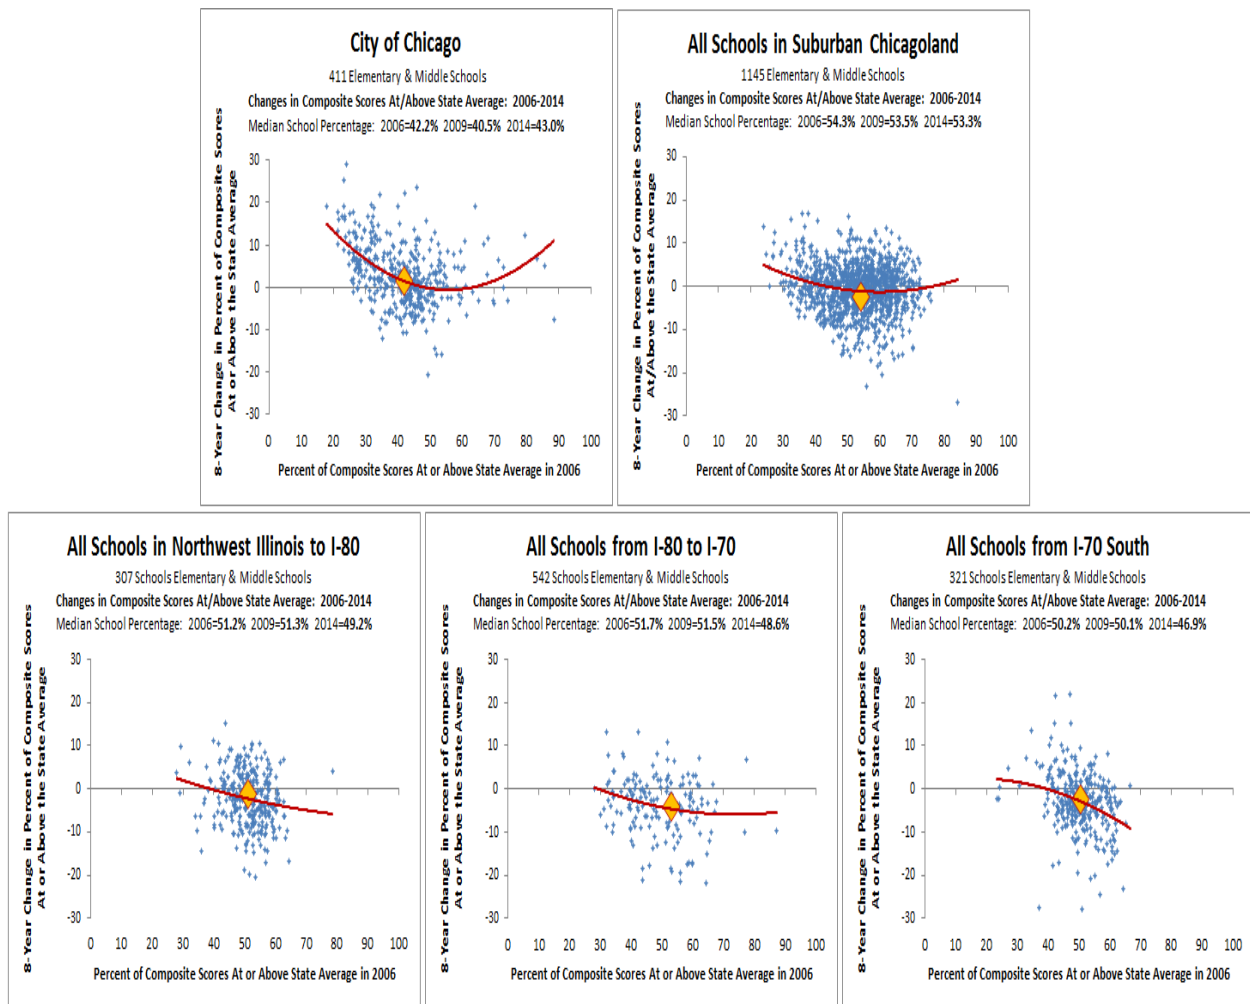 City of Chicago
411 Elementary & Middle Schools
Changes in Composite Scores At/Above State Average: 2006-2014
Median School Percentage: 2006=42.2% 2009=40.5% 2014=43.0%
8-Year Change in Percent of Composite Scores
At or Above the State Average
30
20
10
0
-10
-20
-30
0 10 20 30 40 50 60 70 80 90 100
Percent of Composite Scores At or Above State Average in 2006
All Schools in Suburban Chicagoland
1145 Elementary & Middle Schools
Changes in Composite Scores At/Above State Average: 2006-2014
Median School Percentage: 2006=54.3% 2009=53.5% 2014=53.3%
8-Year Change in Percent of Composite Scores
At/Above the State Average
30
20
10
0
-10
-20
-30
0 10 20 30 40 50 60 70 80 90 100
Percent of Composite Scores At or Above State Average in 2006
All Schools in Northwest Illinois to I-80
307 Schools Elementary & Middle Schools
Changes in Composite Scores At/Above State Average: 2006-2014
Median School Percentage: 2006=51.2% 2009=51.3% 2014=49.2%
8-Year Change in Percent of Composite Scores
At or Above the State Average
30
20
10
0
-10
-20
-30
0 10 20 30 40 50 60 70 80 90 100
Percent of Composite Scores At or Above State Average in 2006
All Schools from I-80 to I-70
542 Schools Elementary & Middle Schools
Changes in Composite Scores At/Above State Average: 2006-2014
Median School Percentage: 2006=51.7% 2009=51.5% 2014=48.6%
8-Year Change in Percent of Composite Scores
At or Above the State Average
30
20
10
0
-10
-20
-30
0 10 20 30 40 50 60 70 80 90 100
Percent of Composite Scores At or Above State Average in 2006
All Schools from I-70 South
321 Schools Elementary & Middle Schools
Changes in Composite Scores At/Above State Average: 2006-2014
Median School Percentage: 2006=50.2% 2009=50.1% 2014=46.9%
8-Year Change in Percent of Composite Scores
At or Above the State Average
30
20
10
0
-10
-20
-30
0 10 20 30 40 50 60 70 80 90 100
Percent of Composite Scores At or Above State Average in 2006